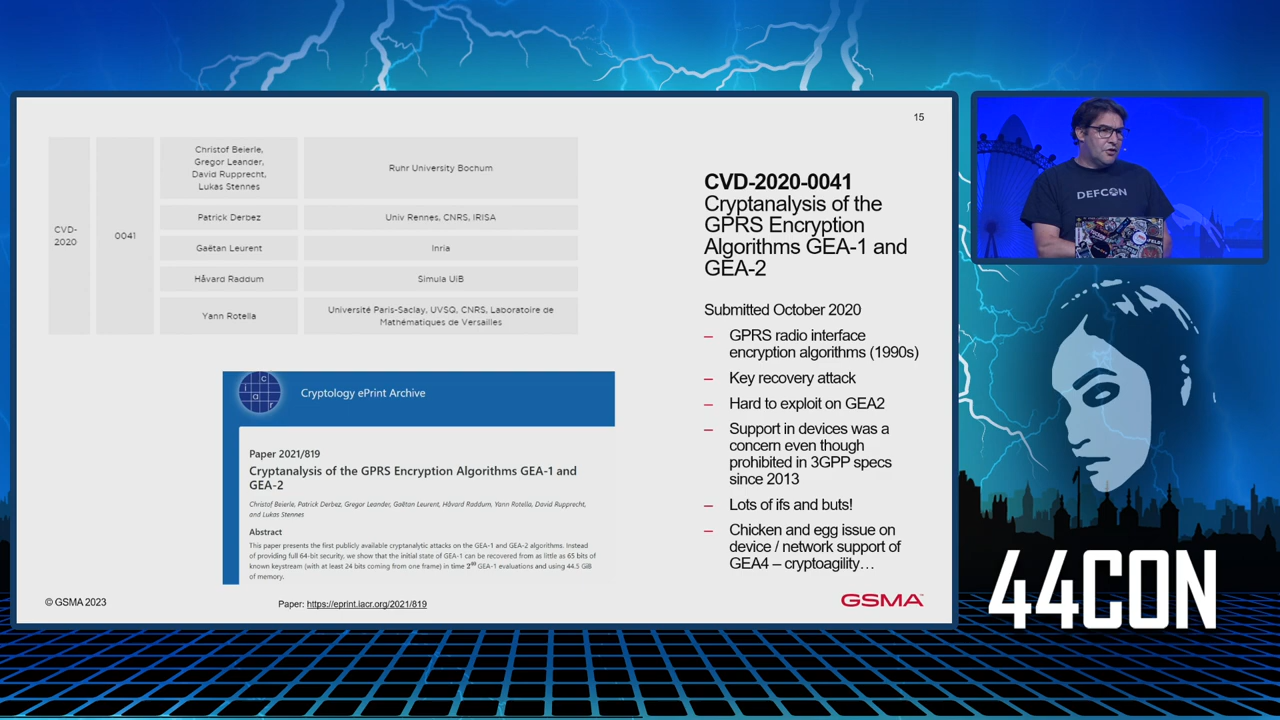 15
CVD-
2020
0041
Christof Beierle,
Gregor Leander,
David Rupprecht,
Lukas Stennes
Ruhr University Bochum
Patrick Derbez
Univ Rennes, CNRS, IRISA
Gaëtan Leurent
Inria
Håvard Raddum
Simula UiB
Yann Rotella
Université Paris-Saclay, UVSQ, CNRS, Laboratoire de
Mathématiques de Versailles
c
i
a
r
Cryptology ePrint Archive
Paper 2021/819
Cryptanalysis of the GPRS Encryption Algorithms GEA-1 and
GEA-2
Christof Beierle, Patrick Derbez, Gregor Leander, Gaëtan Leurent, Håvard Raddum, Yann Rotella, David Rupprecht,
and Lukas Stennes
Abstract
This paper presents the first publicly available cryptanalytic attacks on the GEA-1 and GEA-2 algorithms. Instead
of providing full 64-bit security, we show that the initial state of GEA-1 can be recovered from as little as 65 bits of
known keystream (with at least 24 bits coming from one frame) in time 2⁴⁰ GEA-1 evaluations and using 44.5 GiB
of memory.
© GSMA 2023
Paper: https://eprint.iacr.org/2021/819
CVD-2020-0041
Cryptanalysis of the
GPRS Encryption
Algorithms GEA-1 and
GEA-2
Submitted October 2020
– GPRS radio interface
encryption algorithms (1990s)
– Key recovery attack
– Hard to exploit on GEA2
– Support in devices was a
concern even though
prohibited in 3GPP specs
since 2013
– Lots of ifs and buts!
– Chicken and egg issue on
device / network support of
GEA4 – cryptoagility…
GSMA™
DEFCON
44CON